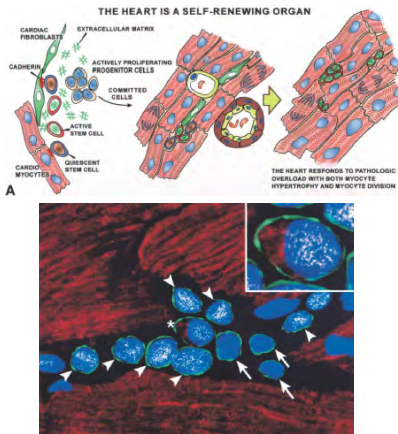 THE HEART IS A SELF-RENEWING ORGAN
CARDIAC
FIBROBLASTS
EXTRACELLULAR MATRIX
CADHERIN
ACTIVELY PROLIFERATING
PROGENITOR CELLS
COMMITTED
CELLS
ACTIVE
STEM CELL
CARDIO
MYOCYTES
QUIESCENT
STEM CELL
THE HEART RESPONDS TO PATHOLOGIC
OVERLOAD WITH BOTH MYOCYTE
HYPERTROPHY AND MYOCYTE DIVISION
A
*